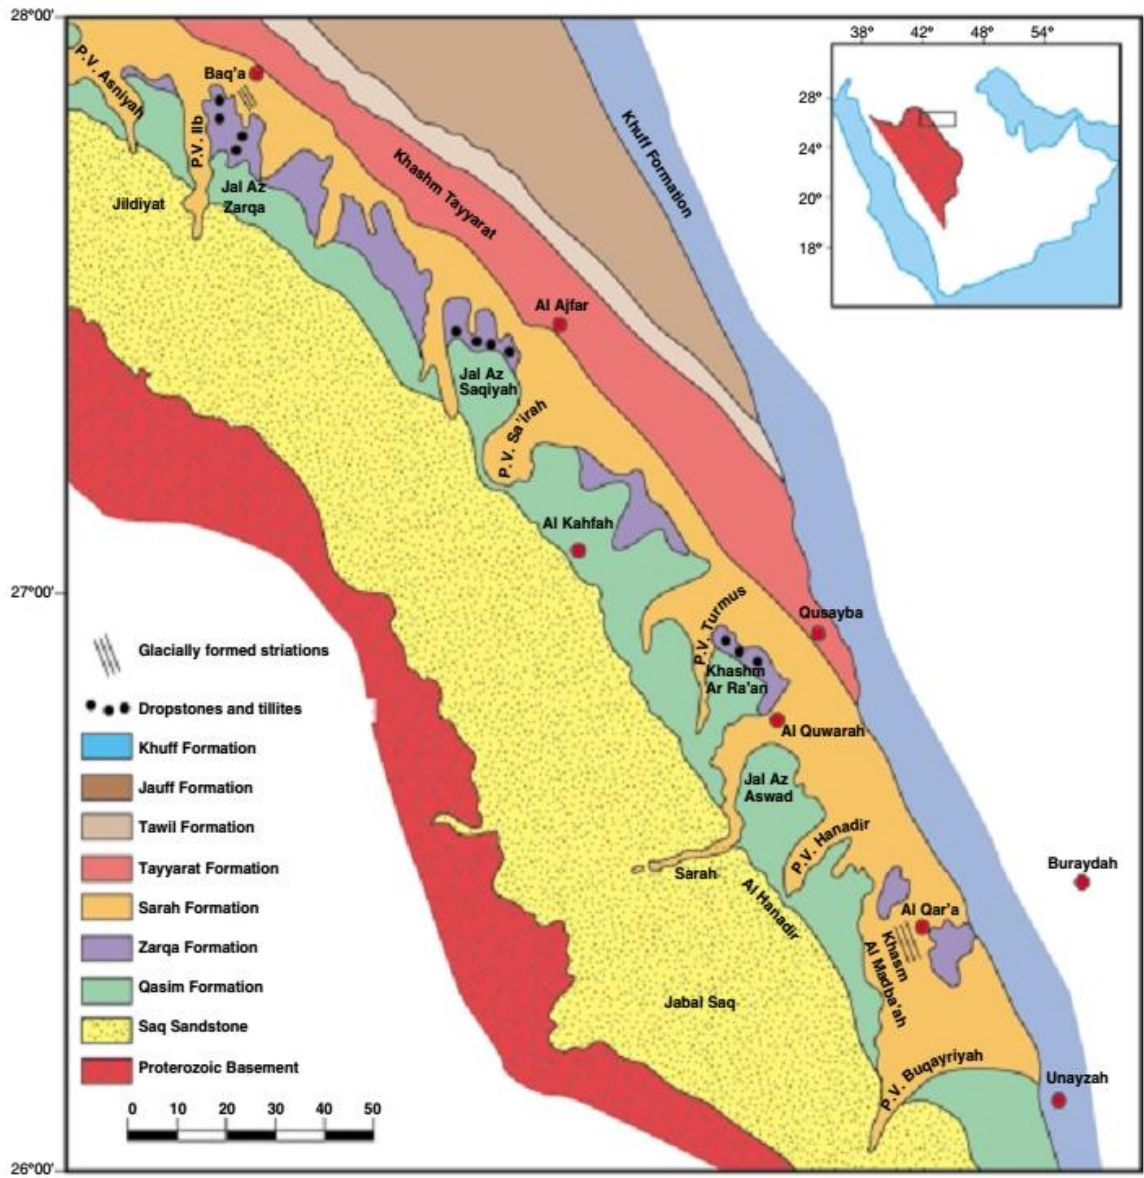 28°00'
27°00'
26°00'
38°
42°
48°
54°
28°
24°
20°
18°
P.V. Asniyah
Baq'a
P.V. Ilb
Jal Az
Zarqa
Jildiyat
Khashm Tayyarat
Khuff Formation
Al Ajfar
Jal Az
Saqiyah
P.V. Sa'irah
Al Kahfah
P.V. Turmus
Qusayba
Khashm
Ar Ra'an
Al Quwarah
Jal Az
Aswad
P.V. Hanadir
Sarah
Al Hanadir
Buraydah
Al Qar'a
Khasm
Al Madba'ah
Jabal Saq
P.V. Buqayriyah
Unayzah
Glacially formed striations
Dropstones and tillites
Khuff Formation
Jauff Formation
Tawil Formation
Tayyarat Formation
Sarah Formation
Zarqa Formation
Qasim Formation
Saq Sandstone
Proterozoic Basement
0 10 20 30 40 50